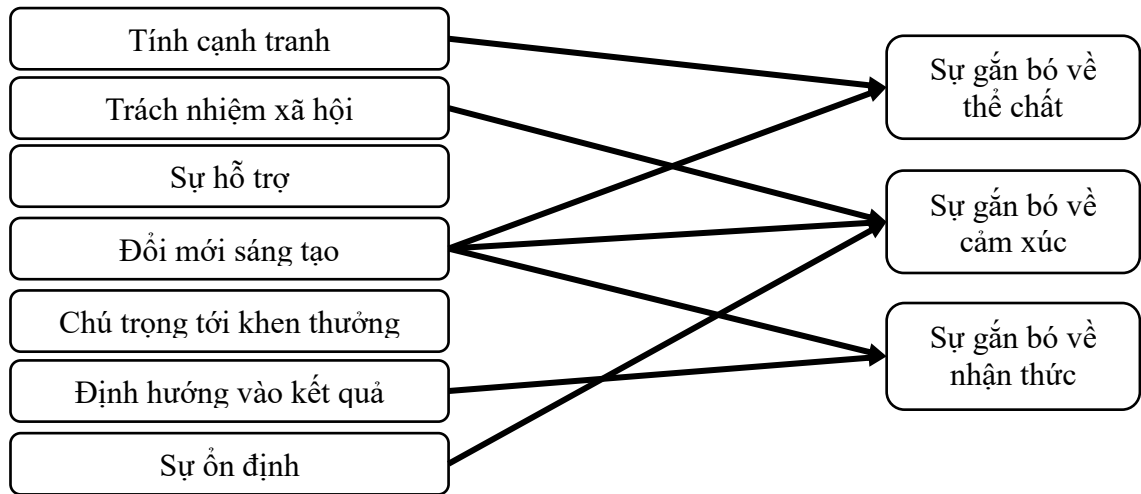 Tính cạnh tranh
Trách nhiệm xã hội
Sự hỗ trợ
Đổi mới sáng tạo
Chú trọng tới khen thưởng
Định hướng vào kết quả
Sự ổn định
Sự gắn bó về
thể chất
Sự gắn bó về
cảm xúc
Sự gắn bó về
nhận thức